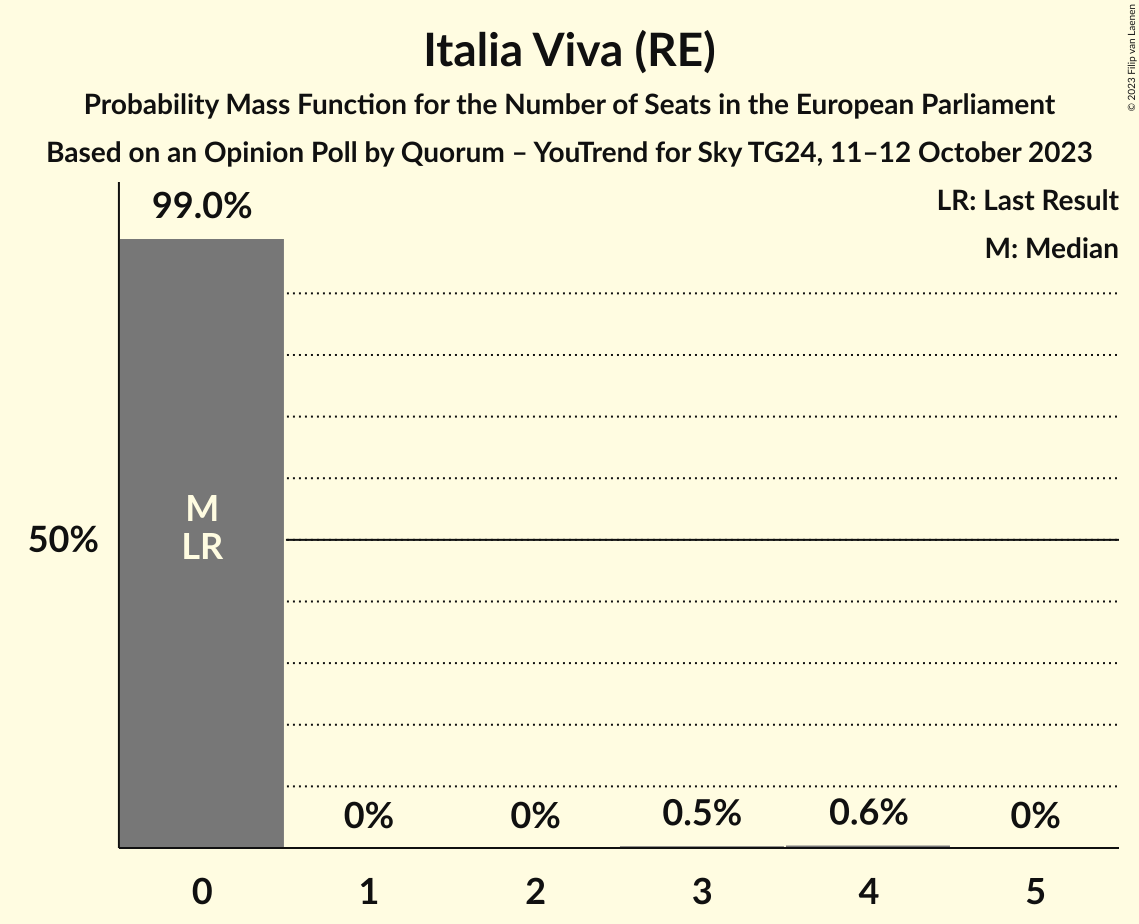 Italia Viva (RE)
Probability Mass Function for the Number of Seats in the European Parliament
Based on an Opinion Poll by Quorum – YouTrend for Sky TG24, 11–12 October 2023
© 2023 Filip van Laenen
LR: Last Result
M: Median
99.0%
M
LR
50%
0%
0%
0.5%
0.6%
0%
0
1
2
3
4
5